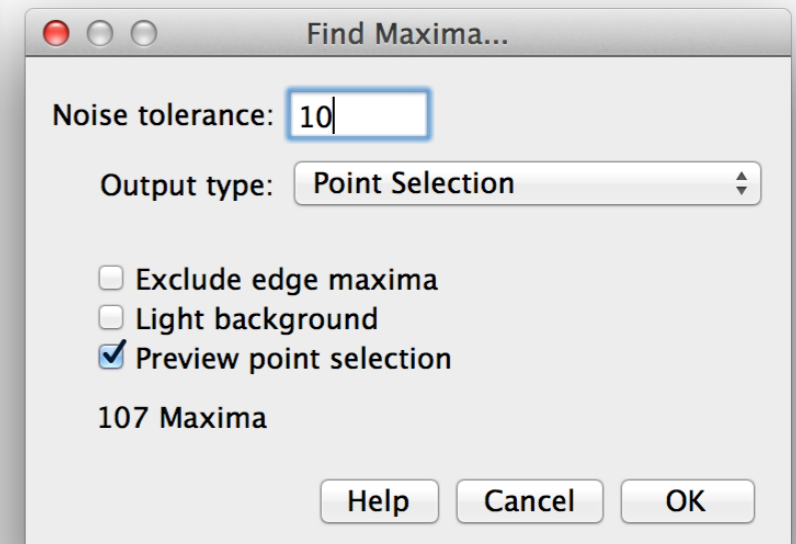 Find Maxima...
Noise tolerance: 10
Output type: Point Selection
Exclude edge maxima
Light background
Preview point selection
107 Maxima
Help Cancel OK